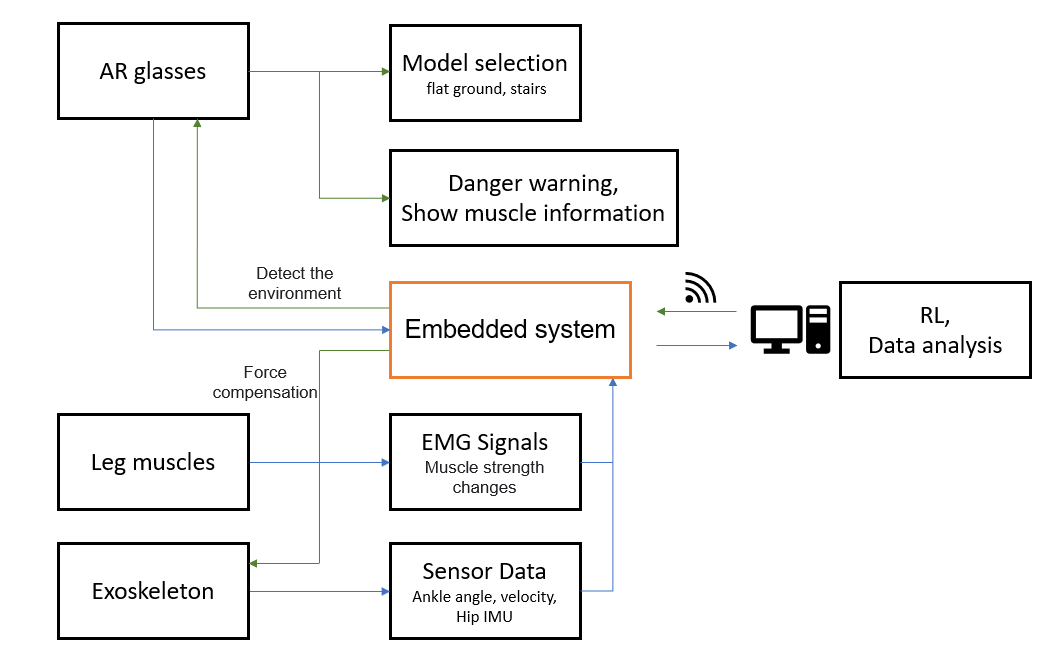 AR glasses
Model selection
flat ground, stairs
Danger warning,
Show muscle information
Detect the
environment
Embedded system
RL,
Data analysis
Force
compensation
Leg muscles
EMG Signals
Muscle strength
changes
Exoskeleton
Sensor Data
Ankle angle, velocity,
Hip IMU